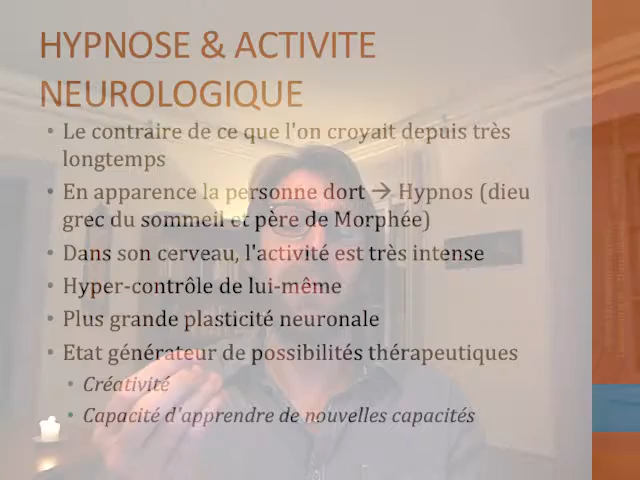 HYPNOSE & ACTIVITE
NEUROLOGIQUE
• Le contraire de ce que l'on croyait depuis très
longtemps
• En apparence la personne dort → Hypnos (dieu
grec du sommeil et père de Morphée)
• Dans son cerveau, l'activité est très intense
• Hyper-contrôle de lui-même
• Plus grande plasticité neuronale
• Etat générateur de possibilités thérapeutiques
• Créativité
• Capacité d'apprendre de nouvelles capacités